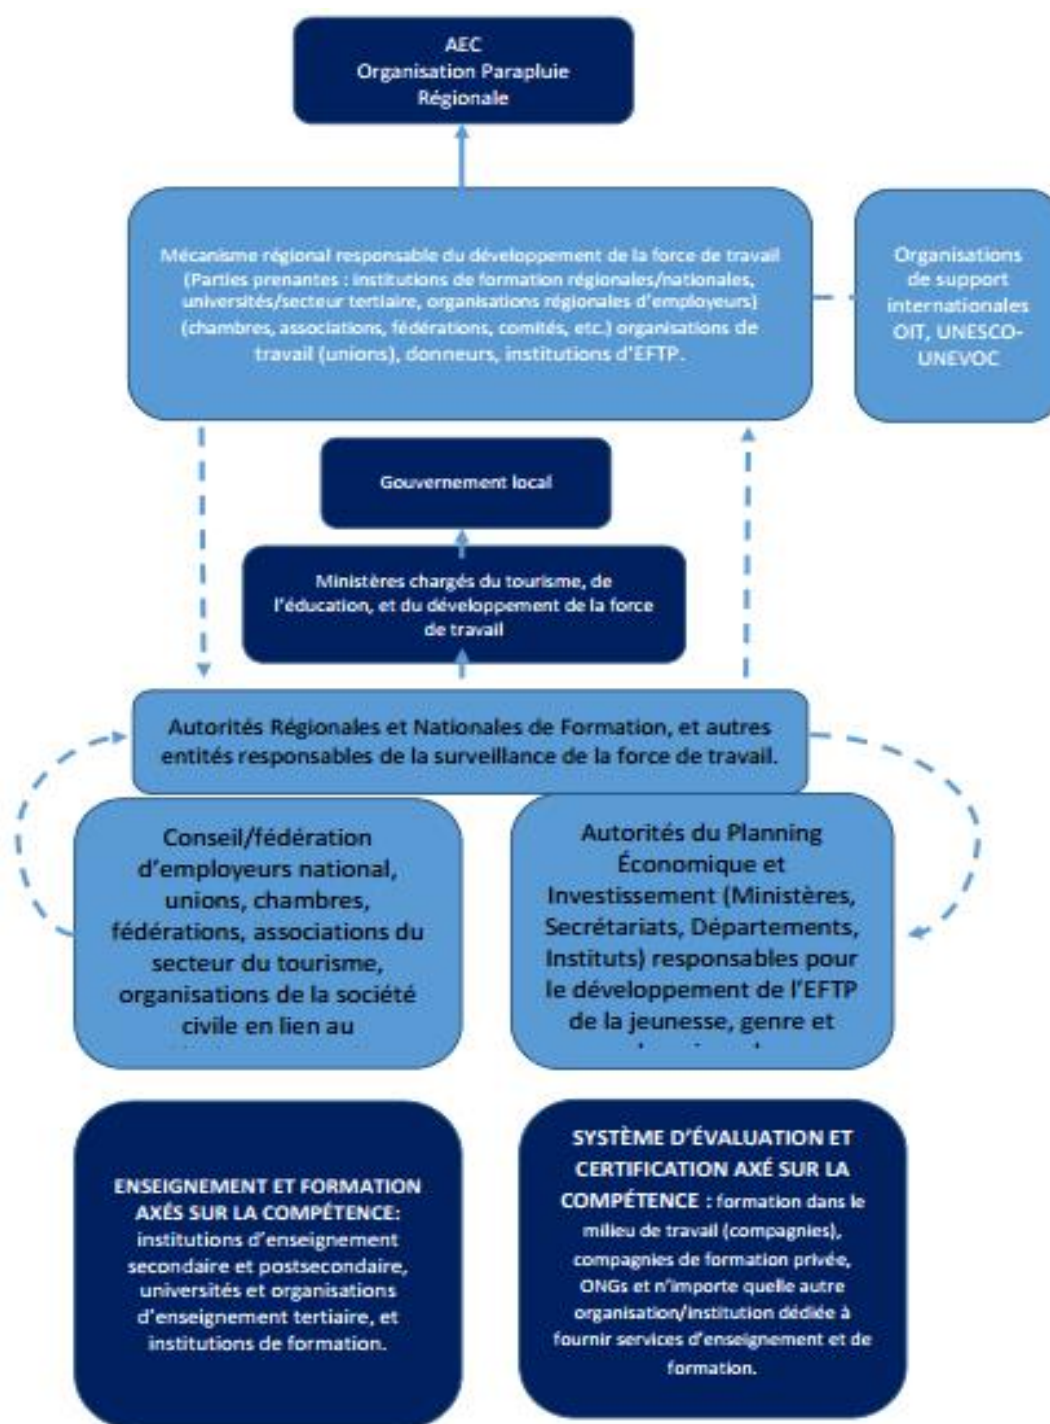 AEC
Organisation Parapluie
Régionale
Mécanisme régional responsable du développement de la force de travail
(Parties prenantes : institutions de formation régionales/nationales,
universités/secteur tertiaire, organisations régionales d'employeurs)
(chambres, associations, fédérations, comités, etc.) organisations de
travail (unions), donneurs, institutions d'EFTP.
Organisations
de support
internationales
OIT, UNESCO-
UNEVOC
Gouvernement local
Ministères chargés du tourisme, de
l'éducation, et du développement de la force
de travail
Autorités Régionales et Nationales de Formation, et autres
entités responsables de la surveillance de la force de travail.
Conseil/fédération
d'employeurs national,
unions, chambres,
fédérations, associations du
secteur du tourisme,
organisations de la société
civile en lien au
Autorités du Planning
Économique et
Investissement (Ministères,
Secrétariats, Départements,
Instituts) responsables pour
le développement de l'EFTP
de la jeunesse, genre et
ENSEIGNEMENT ET FORMATION
AXÉS SUR LA COMPÉTENCE:
institutions d'enseignement
secondaire et postsecondaire,
universités et organisations
d'enseignement tertiaire, et
institutions de formation.
SYSTÈME D'ÉVALUATION ET
CERTIFICATION AXÉ SUR LA
COMPÉTENCE : formation dans le
milieu de travail (compagnies),
compagnies de formation privée,
ONGs et n'importe quelle autre
organisation/institution dédiée à
fournir services d'enseignement et de
formation.